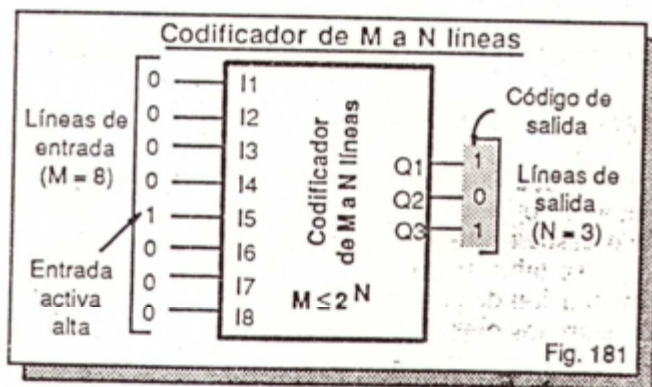 Codificador de M a N líneas
Líneas de
entrada
(M = 8)
Entrada
activa
alta
0
0
0
0
1
0
0
0
I1
I2
I3
I4
I5
I6
I7
I8
Codificador
de M a N líneas
M ≤ 2^N
Q1
Q2
Q3
1
0
1
Código de
salida
Líneas de
salida
(N = 3)
Fig. 181